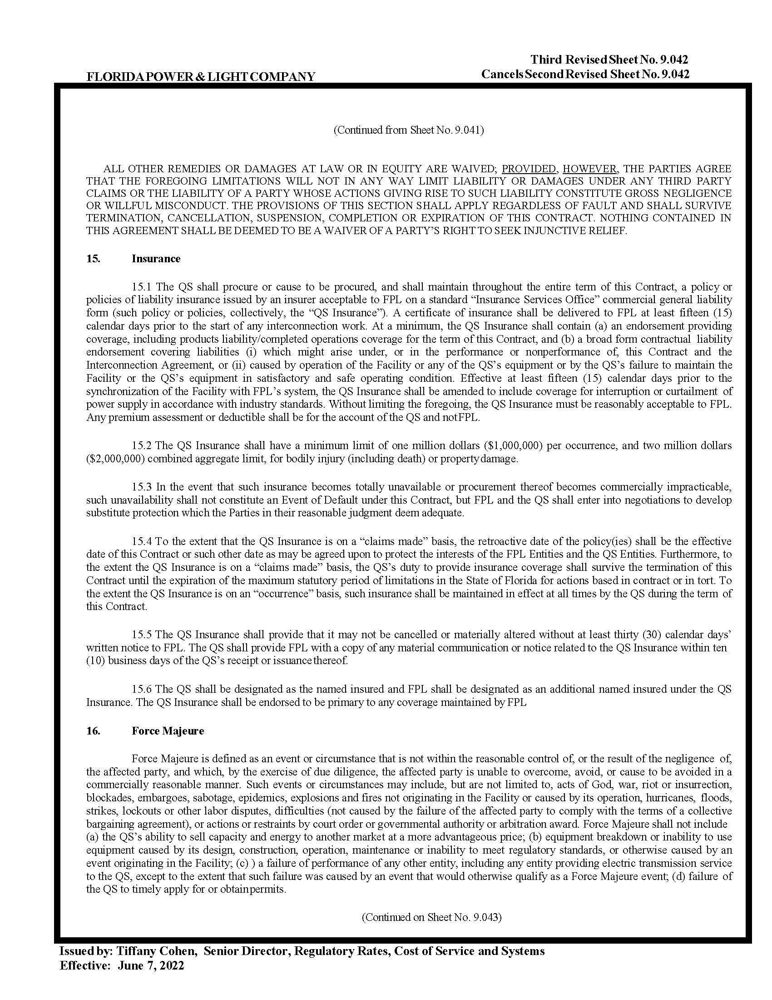 Third Revised Sheet No. 9.042
FLORIDA POWER & LIGHT COMPANY
Cancels Second Revised Sheet No. 9.042
(Continued from Sheet No. 9.041)
ALL OTHER REMEDIES OR DAMAGES AT LAW OR IN EQUITY ARE WAIVED; PROVIDED, HOWEVER, THE PARTIES AGREE
THAT THE FOREGOING LIMITATIONS WILL NOT IN ANY WAY LIMIT LIABILITY OR DAMAGES UNDER ANY THIRD PARTY
CLAIMS OR THE LIABILITY OF A PARTY WHOSE ACTIONS GIVING RISE TO SUCH LIABILITY CONSTITUTE GROSS NEGLIGENCE
OR WILLFUL MISCONDUCT. THE PROVISIONS OF THIS SECTION SHALL APPLY REGARDLESS OF FAULT AND SHALL SURVIVE
TERMINATION, CANCELLATION, SUSPENSION, COMPLETION OR EXPIRATION OF THIS CONTRACT. NOTHING CONTAINED IN
THIS AGREEMENT SHALL BE DEEMED TO BE A WAIVER OF A PARTY'S RIGHT TO SEEK INJUNCTIVE RELIEF.
15. Insurance
15.1 The QS shall procure or cause to be procured, and shall maintain throughout the entire term of this Contract, a policy or
policies of liability insurance issued by an insurer acceptable to FPL on a standard “Insurance Services Office” commercial general liability
form (such policy or policies, collectively, the “QS Insurance”). A certificate of insurance shall be delivered to FPL at least fifteen (15)
calendar days prior to the start of any interconnection work. At a minimum, the QS Insurance shall contain (a) an endorsement providing
coverage, including products liability/completed operations coverage for the term of this Contract, and (b) a broad form contractual liability
endorsement covering liabilities (i) which might arise under, or in the performance or nonperformance of, this Contract and the
Interconnection Agreement, or (ii) caused by operation of the Facility or any of the QS’s equipment or by the QS’s failure to maintain the
Facility or the QS’s equipment in satisfactory and safe operating condition. Effective at least fifteen (15) calendar days prior to the
synchronization of the Facility with FPL’s system, the QS Insurance shall be amended to include coverage for interruption or curtailment of
power supply in accordance with industry standards. Without limiting the foregoing, the QS Insurance must be reasonably acceptable to FPL.
Any premium assessment or deductible shall be for the account of the QS and not FPL.
15.2 The QS Insurance shall have a minimum limit of one million dollars ($1,000,000) per occurrence, and two million dollars
($2,000,000) combined aggregate limit, for bodily injury (including death) or property damage.
15.3 In the event that such insurance becomes totally unavailable or procurement thereof becomes commercially impracticable,
such unavailability shall not constitute an Event of Default under this Contract, but FPL and the QS shall enter into negotiations to develop
substitute protection which the Parties in their reasonable judgment deem adequate.
15.4 To the extent that the QS Insurance is on a “claims made” basis, the retroactive date of the policy(ies) shall be the effective
date of this Contract or such other date as may be agreed upon to protect the interests of the FPL Entities and the QS Entities. Furthermore, to
the extent the QS Insurance is on a “claims made” basis, the QS’s duty to provide insurance coverage shall survive the termination of this
Contract until the expiration of the maximum statutory period of limitations in the State of Florida for actions based in contract or in tort. To
the extent the QS Insurance is on an “occurrence” basis, such insurance shall be maintained in effect at all times by the QS during the term of
this Contract.
15.5 The QS Insurance shall provide that it may not be cancelled or materially altered without at least thirty (30) calendar days’
written notice to FPL. The QS shall provide FPL with a copy of any material communication or notice related to the QS Insurance within ten
(10) business days of the QS’s receipt or issuance thereof.
15.6 The QS shall be designated as the named insured and FPL shall be designated as an additional named insured under the QS
Insurance. The QS Insurance shall be endorsed to be primary to any coverage maintained by FPL
16. Force Majeure
Force Majeure is defined as an event or circumstance that is not within the reasonable control of, or the result of the negligence of,
the affected party, and which, by the exercise of due diligence, the affected party is unable to overcome, avoid, or cause to be avoided in a
commercially reasonable manner. Such events or circumstances may include, but are not limited to, acts of God, war, riot or insurrection,
blockades, embargoes, sabotage, epidemics, explosions and fires not originating in the Facility or caused by its operation, hurricanes, floods,
strikes, lockouts or other labor disputes, difficulties (not caused by the failure of the affected party to comply with the terms of a collective
bargaining agreement), or actions or restraints by court order or governmental authority or arbitration award. Force Majeure shall not include
(a) the QS’s ability to sell capacity and energy to another market at a more advantageous price; (b) equipment breakdown or inability to use
equipment caused by its design, construction, operation, maintenance or inability to meet regulatory standards, or otherwise caused by an
event originating in the Facility; (c) ) a failure of performance of any other entity, including any entity providing electric transmission service
to the QS, except to the extent that such failure was caused by an event that would otherwise qualify as a Force Majeure event; (d) failure of
the QS to timely apply for or obtain permits.
(Continued on Sheet No. 9.043)
Issued by: Tiffany Cohen, Senior Director, Regulatory Rates, Cost of Service and Systems
Effective: June 7, 2022